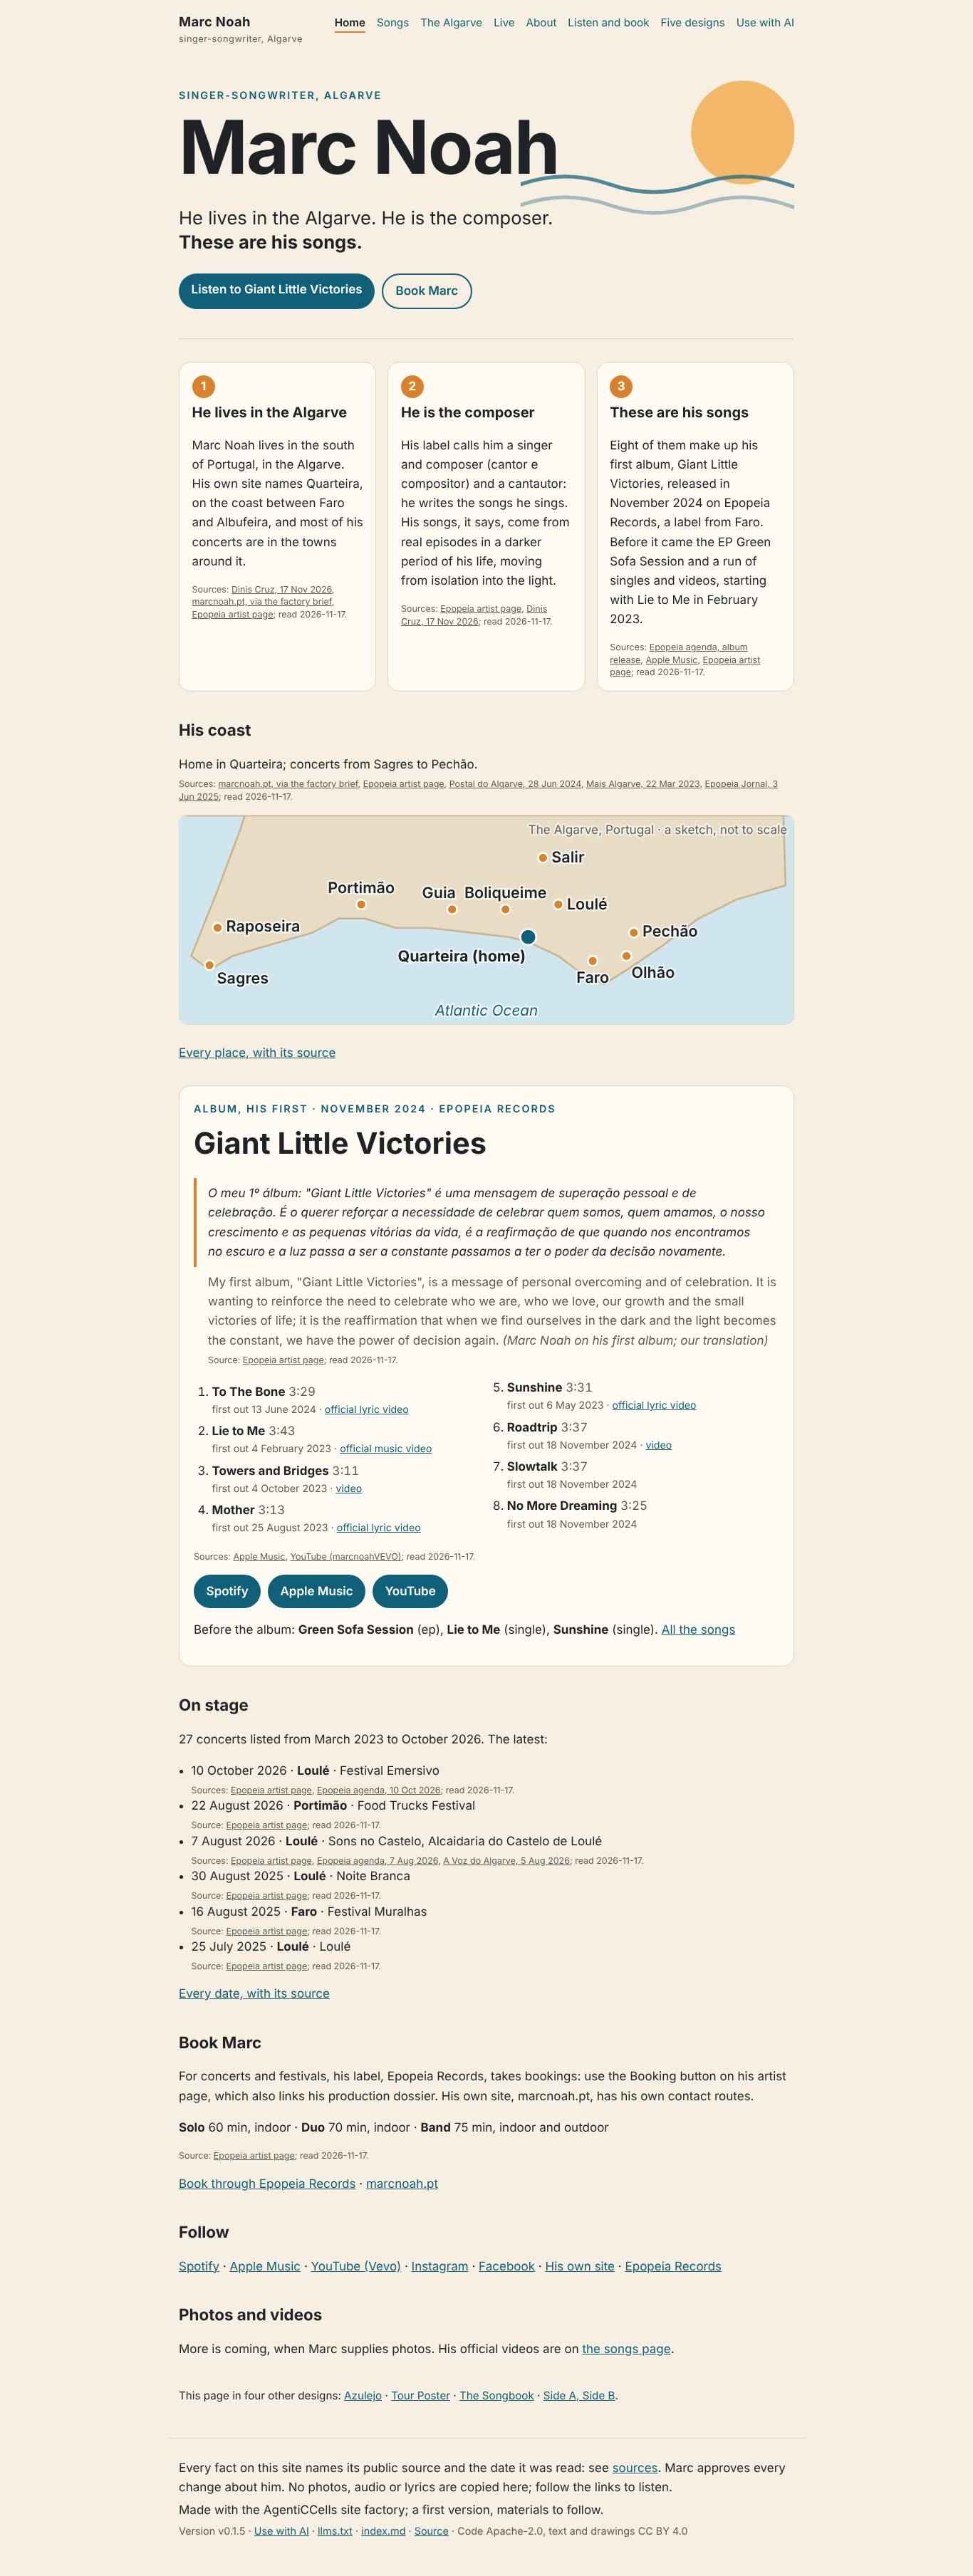 Marc Noah
singer-songwriter, Algarve
Home Songs The Algarve Live About Listen and book Five designs Use with AI
SINGER-SONGWRITER, ALGARVE
Marc Noah
He lives in the Algarve. He is the composer.
These are his songs.
Listen to Giant Little Victories
Book Marc
1
He lives in the Algarve
Marc Noah lives in the south
of Portugal, in the Algarve.
His own site names Quarteira,
on the coast between Faro
and Albufeira, and most of his
concerts are in the towns
around it.
Sources: Dinis Cruz, 17 Nov 2026,
marcnoah.pt, via the factory brief,
Epopeia artist page; read 2026-11-17.
2
He is the composer
His label calls him a singer
and composer (cantor e
compositor) and a cantautor:
he writes the songs he sings.
His songs, it says, come from
real episodes in a darker
period of his life, moving
from isolation into the light.
Sources: Epopeia artist page, Dinis
Cruz, 17 Nov 2026; read 2026-11-17.
3
These are his songs
Eight of them make up his
first album, Giant Little
Victories, released in
November 2024 on Epopeia
Records, a label from Faro.
Before it came the EP Green
Sofa Session and a run of
singles and videos, starting
with Lie to Me in February
2023.
Sources: Epopeia agenda, album
release, Apple Music, Epopeia artist
page; read 2026-11-17.
His coast
Home in Quarteira; concerts from Sagres to Pechão.
Sources: marcnoah.pt, via the factory brief, Epopeia artist page, Postal do Algarve, 28 Jun 2024, Mais Algarve, 22 Mar 2023, Epopeia Jornal, 3
Jun 2025; read 2026-11-17.
The Algarve, Portugal · a sketch, not to scale
Salir
Portimão
Guia
Boliqueime
Loulé
Raposeira
Pechão
Quarteira (home)
Sagres
Faro
Olhão
Atlantic Ocean
Every place, with its source
ALBUM, HIS FIRST · NOVEMBER 2024 · EPOPEIA RECORDS
Giant Little Victories
O meu 1º álbum: "Giant Little Victories" é uma mensagem de superação pessoal e de
celebração. É o querer reforçar a necessidade de celebrar quem somos, quem amamos, o nosso
crescimento e as pequenas vitórias da vida, é a reafirmação de que quando nos encontramos
no escuro e a luz passa a ser a constante passamos a ter o poder da decisão novamente.
My first album, "Giant Little Victories", is a message of personal overcoming and of celebration. It is
wanting to reinforce the need to celebrate who we are, who we love, our growth and the small
victories of life; it is the reaffirmation that when we find ourselves in the dark and the light becomes
the constant, we have the power of decision again. (Marc Noah on his first album; our translation)
Source: Epopeia artist page; read 2026-11-17.
1. To The Bone 3:29
first out 13 June 2024 · official lyric video
2. Lie to Me 3:43
first out 4 February 2023 · official music video
3. Towers and Bridges 3:11
first out 4 October 2023 · video
4. Mother 3:13
first out 25 August 2023 · official lyric video
5. Sunshine 3:31
first out 6 May 2023 · official lyric video
6. Roadtrip 3:37
first out 18 November 2024 · video
7. Slowtalk 3:37
first out 18 November 2024
8. No More Dreaming 3:25
first out 18 November 2024
Sources: Apple Music, YouTube (marcnoahVEVO); read 2026-11-17.
Spotify
Apple Music
YouTube
Before the album: Green Sofa Session (ep), Lie to Me (single), Sunshine (single). All the songs
On stage
27 concerts listed from March 2023 to October 2026. The latest:
• 10 October 2026 · Loulé · Festival Emersivo
Sources: Epopeia artist page, Epopeia agenda, 10 Oct 2026; read 2026-11-17.
• 22 August 2026 · Portimão · Food Trucks Festival
Source: Epopeia artist page; read 2026-11-17.
• 7 August 2026 · Loulé · Sons no Castelo, Alcaidaria do Castelo de Loulé
Sources: Epopeia artist page, Epopeia agenda, 7 Aug 2026, A Voz do Algarve, 5 Aug 2026; read 2026-11-17.
• 30 August 2025 · Loulé · Noite Branca
Source: Epopeia artist page; read 2026-11-17.
• 16 August 2025 · Faro · Festival Muralhas
Source: Epopeia artist page; read 2026-11-17.
• 25 July 2025 · Loulé · Loulé
Source: Epopeia artist page; read 2026-11-17.
Every date, with its source
Book Marc
For concerts and festivals, his label, Epopeia Records, takes bookings: use the Booking button on his artist
page, which also links his production dossier. His own site, marcnoah.pt, has his own contact routes.
Solo 60 min, indoor · Duo 70 min, indoor · Band 75 min, indoor and outdoor
Source: Epopeia artist page; read 2026-11-17.
Book through Epopeia Records · marcnoah.pt
Follow
Spotify · Apple Music · YouTube (Vevo) · Instagram · Facebook · His own site · Epopeia Records
Photos and videos
More is coming, when Marc supplies photos. His official videos are on the songs page.
This page in four other designs: Azulejo · Tour Poster · The Songbook · Side A, Side B.
Every fact on this site names its public source and the date it was read: see sources. Marc approves every
change about him. No photos, audio or lyrics are copied here; follow the links to listen.
Made with the AgentiCCells site factory; a first version, materials to follow.
Version v0.1.5 · Use with AI · llms.txt · index.md · Source · Code Apache-2.0, text and drawings CC BY 4.0